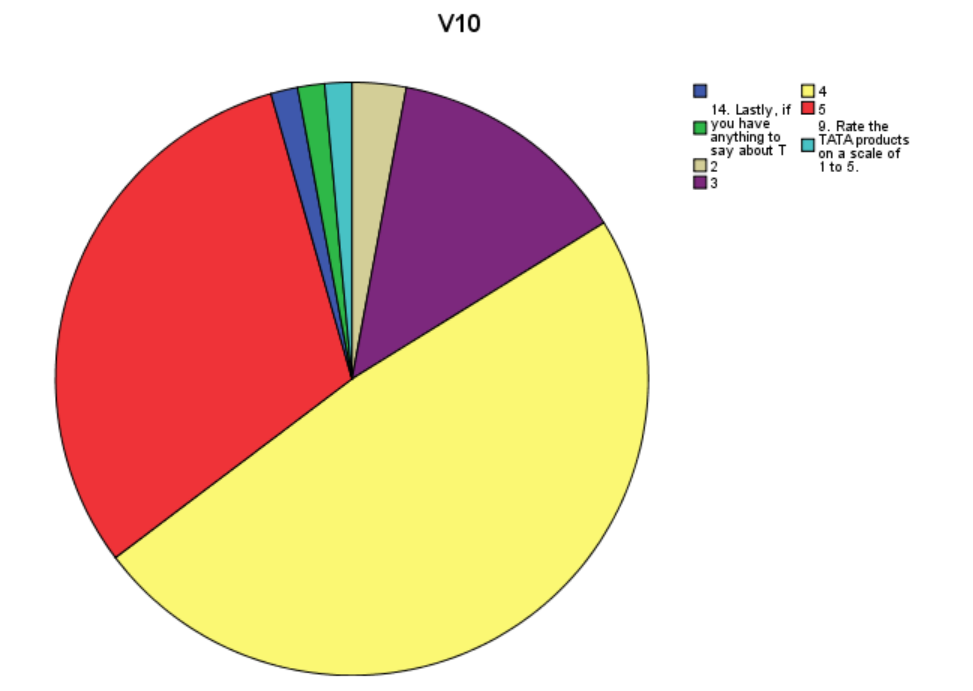 V10
14. Lastly, if
you have
anything to
say about T
2
3
4
5
9. Rate the
TATA products
on a scale of
1 to 5.